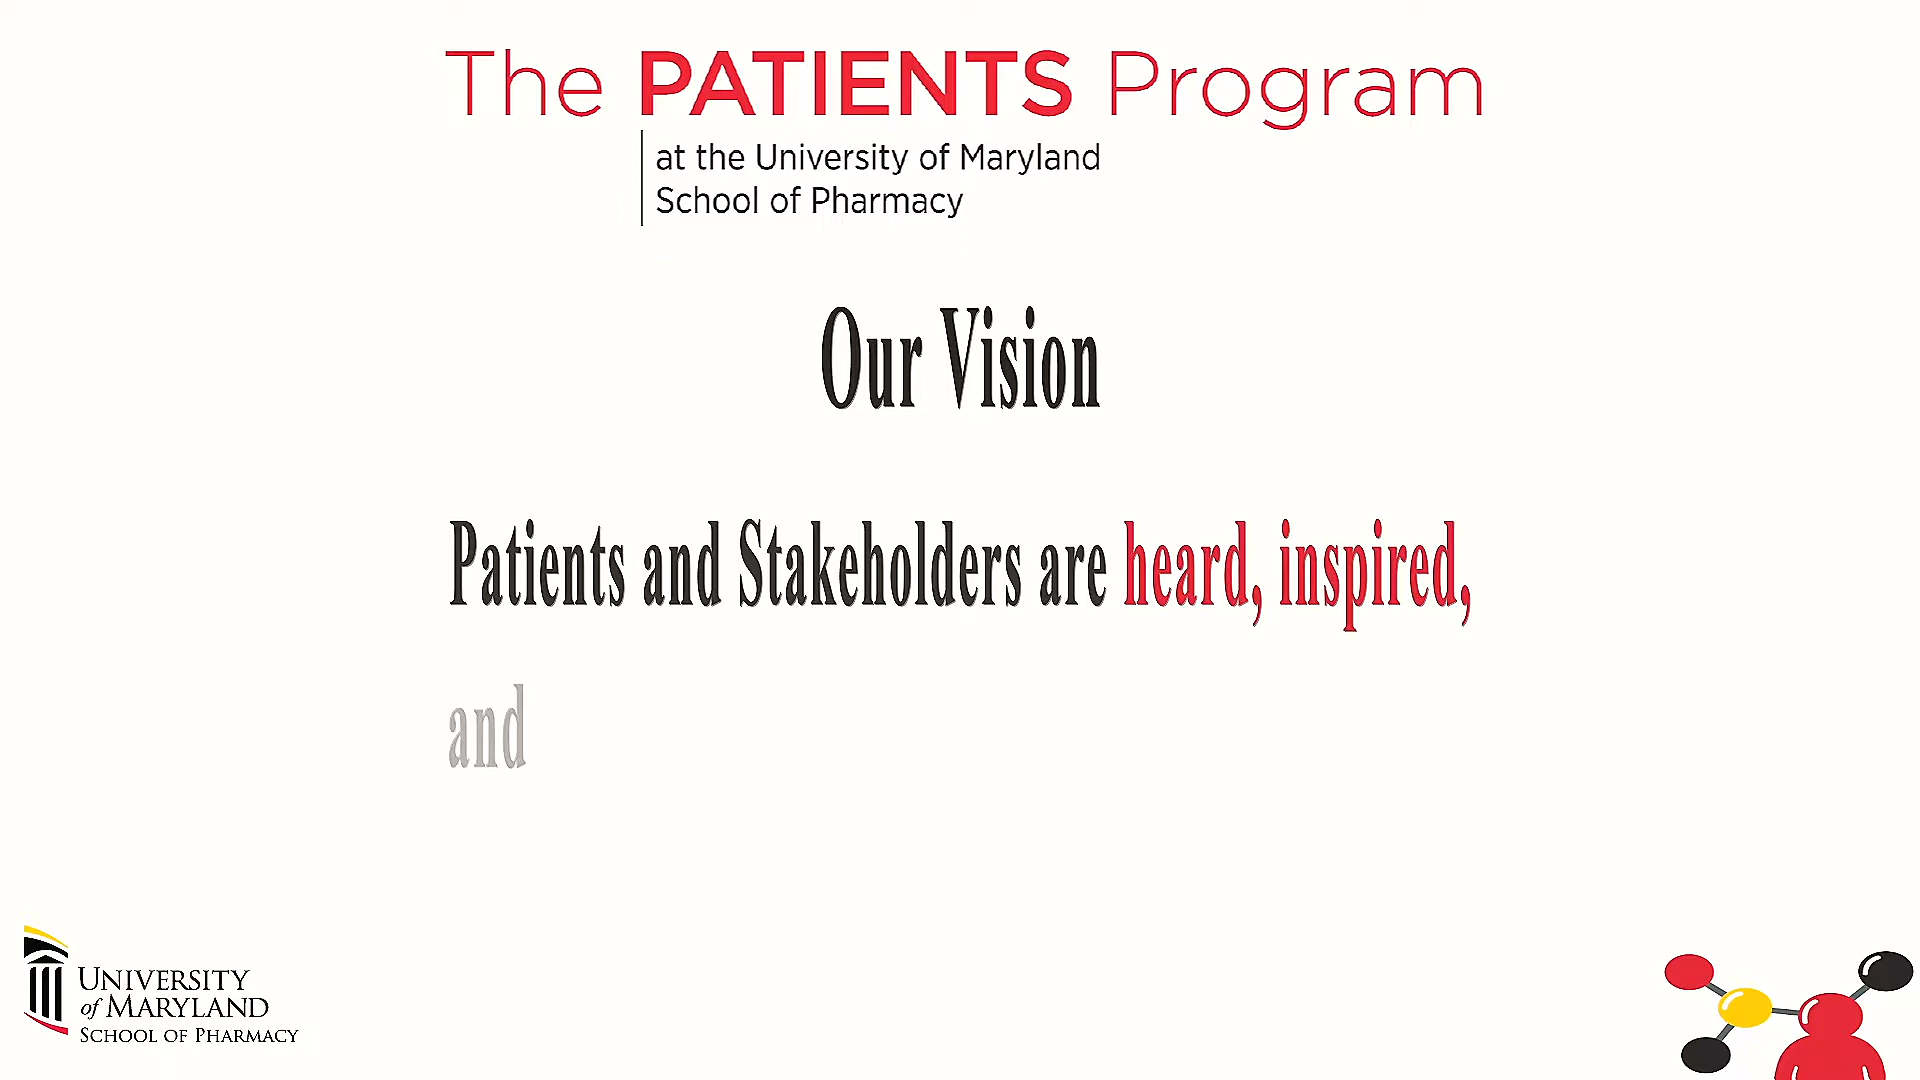 The PATIENTS Program
at the University of Maryland
School of Pharmacy
Our Vision
Patients and Stakeholders are heard, inspired,
and
UNIVERSITY
of MARYLAND
SCHOOL OF PHARMACY